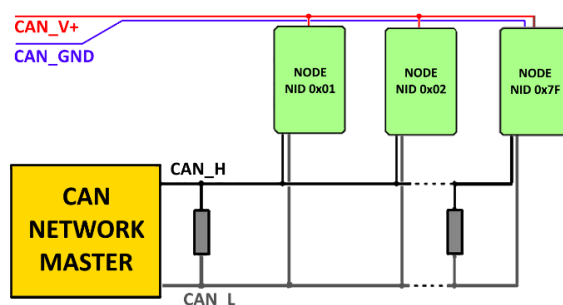 CAN_V+
CAN_GND
NODE
NID 0x01
NODE
NID 0x02
NODE
NID 0x7F
CAN_H
CAN
NETWORK
MASTER
CAN_L